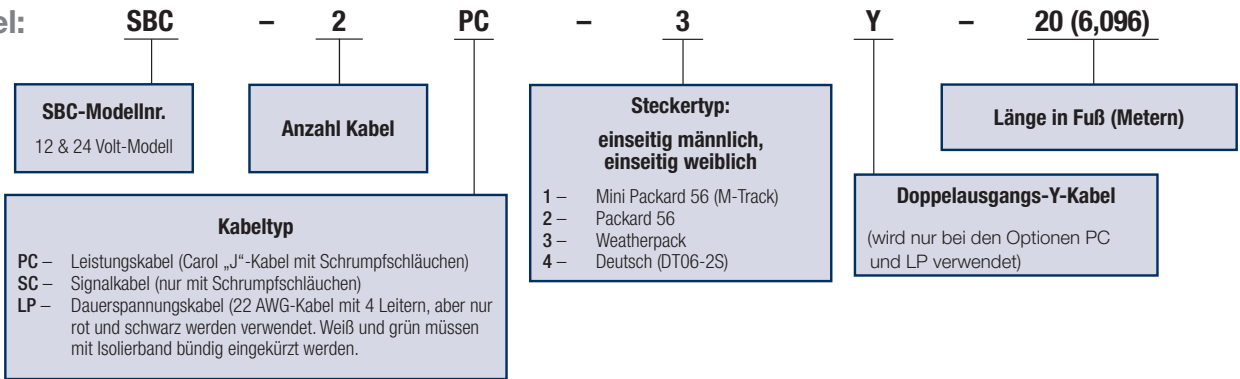 el: SBC – 2 PC – 3 Y – 20 (6,096)
SBC-Modellnr.
12 & 24 Volt-Modell
Anzahl Kabel
Steckertyp:
einseitig männlich,
einseitig weiblich
1 – Mini Packard 56 (M-Track)
2 – Packard 56
3 – Weatherpack
4 – Deutsch (DT06-2S)
Länge in Fuß (Metern)
Kabeltyp
PC – Leistungskabel (Carol „J“-Kabel mit Schrumpfschläuchen)
SC – Signalkabel (nur mit Schrumpfschläuchen)
LP – Dauerspannungskabel (22 AWG-Kabel mit 4 Leitern, aber nur
rot und schwarz werden verwendet. Weiß und grün müssen
mit Isolierband bündig eingekürzt werden.
Doppelausgangs-Y-Kabel
(wird nur bei den Optionen PC
und LP verwendet)